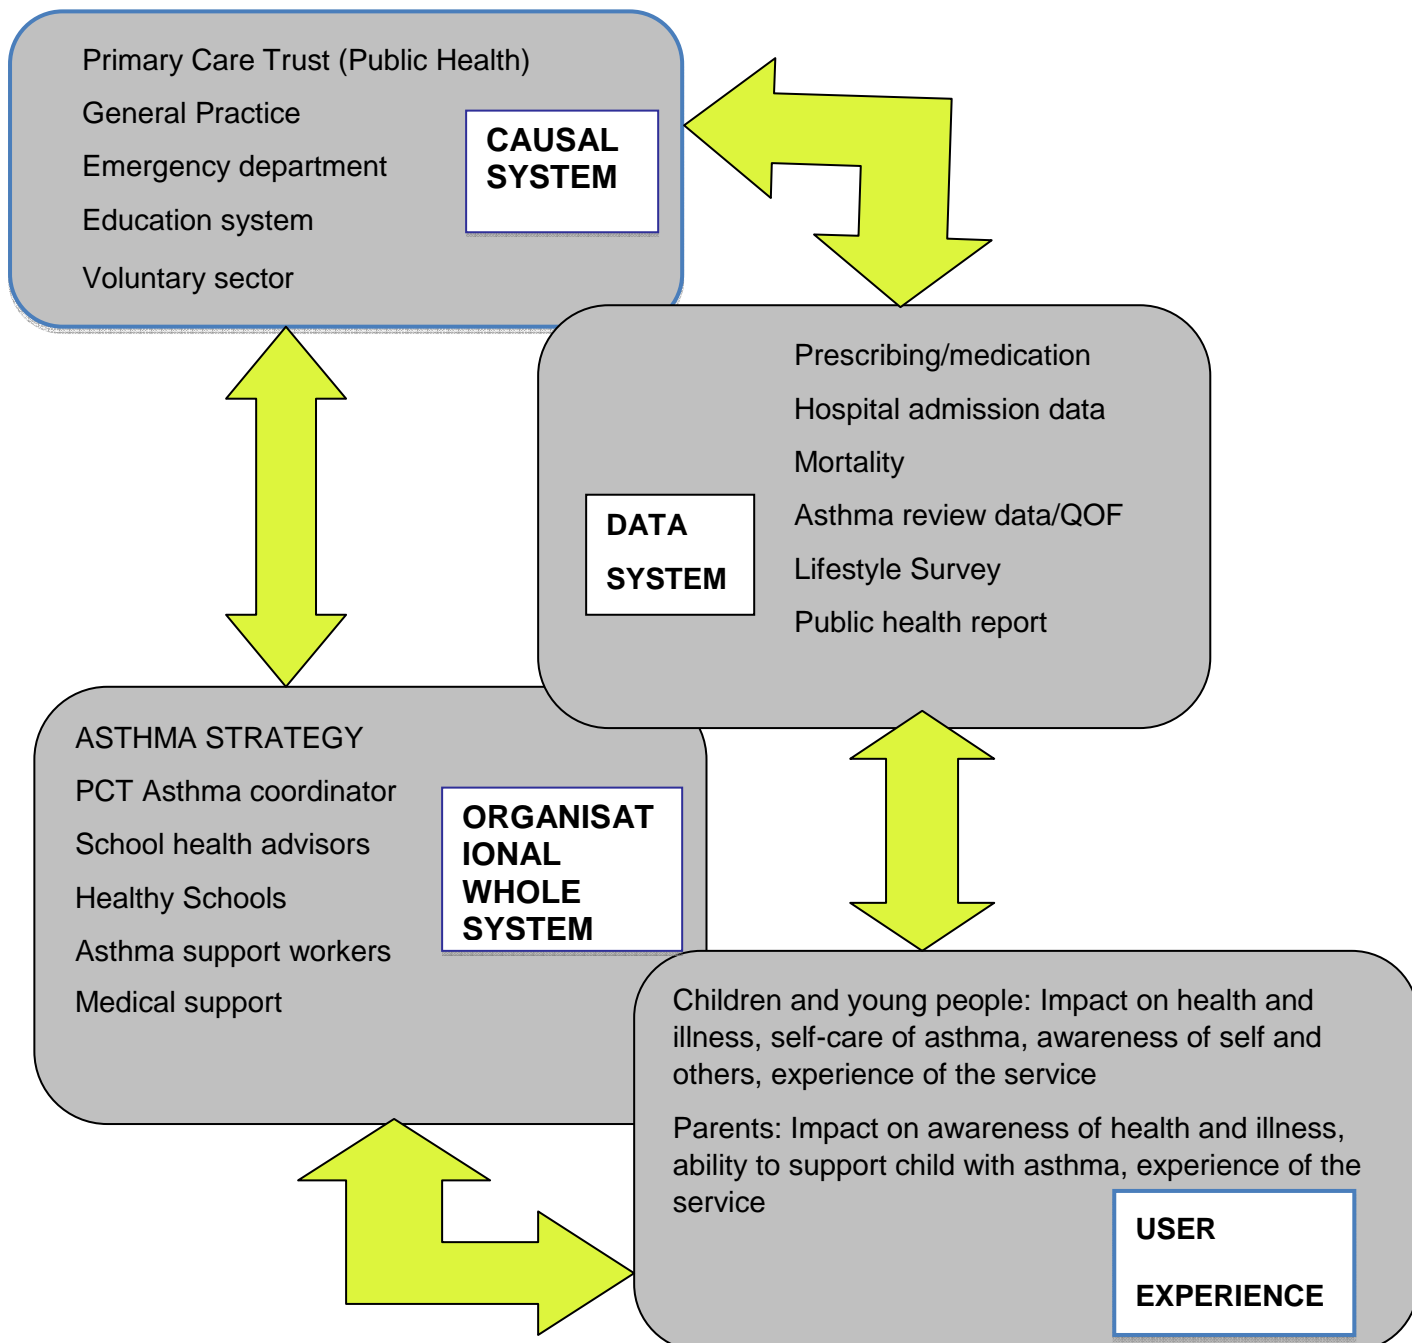 Primary Care Trust (Public Health)
General Practice
Emergency department
Education system
Voluntary sector
CAUSAL
SYSTEM
Prescribing/medication
Hospital admission data
Mortality
Asthma review data/QOF
Lifestyle Survey
Public health report
DATA
SYSTEM
ASTHMA STRATEGY
PCT Asthma coordinator
School health advisors
Healthy Schools
Asthma support workers
Medical support
ORGANISAT
IONAL
WHOLE
SYSTEM
Children and young people: Impact on health and
illness, self-care of asthma, awareness of self and
others, experience of the service
Parents: Impact on awareness of health and illness,
ability to support child with asthma, experience of the
service
USER
EXPERIENCE